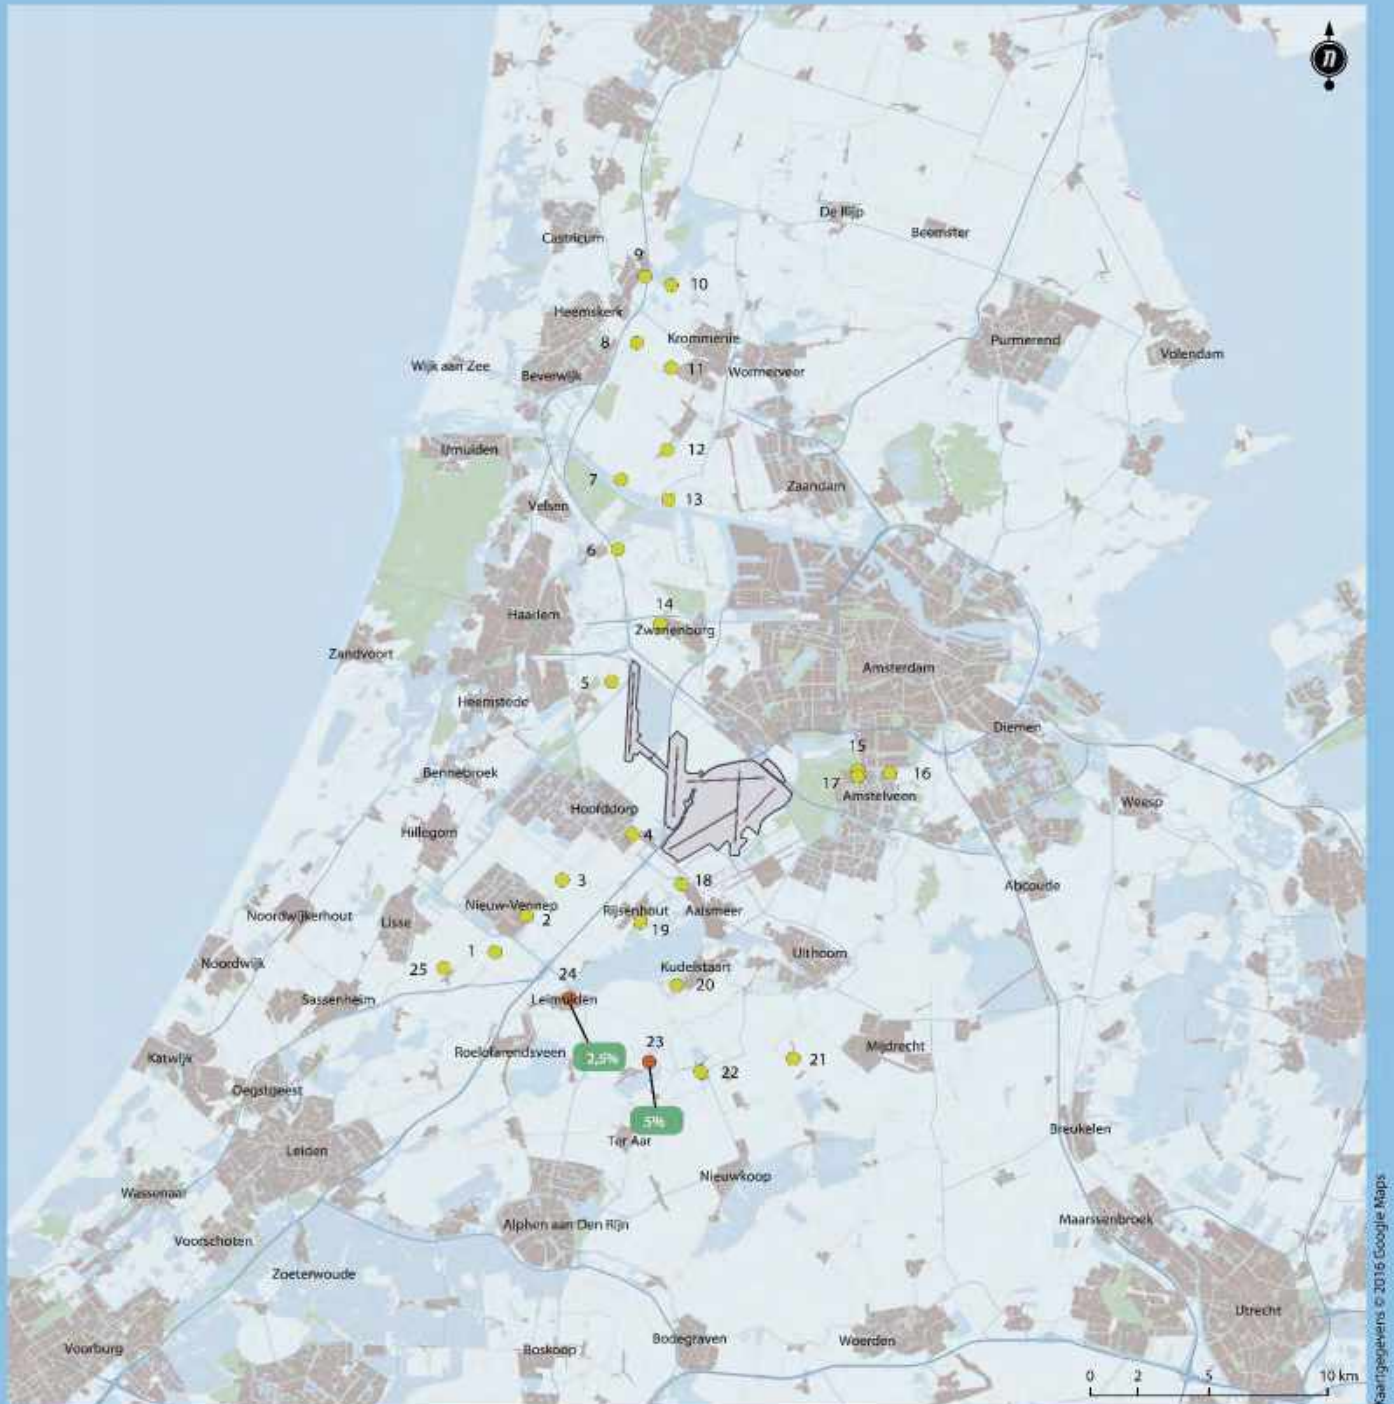 n
De Rijp
Beemster
Castricum
9
10
Heemskerk
8
Krommenie
Purmerend
Volendam
Wijk aan Zee
Beverwijk
11
Wormerveer
IJmuiden
12
7
Zaandam
Velsen
13
6
Haarlem
14
Zwanenburg
Zandvoort
Amsterdam
5
Heemstede
Diemen
15
Bennebroek
17
16
Amstelveen
Weesp
Hoofddorp
Hillegom
4
3
18
Abcoude
Nieuw-Vennep
Rijsenhout
Aalsmeer
Noordwijkerhout
Lisse
2
19
1
Uithoorn
Noordwijk
25
Kudelstaart
24
20
Sassenheim
Leimuiden
23
Mijdrecht
Katwijk
Roelofarendsveen
2,5%
21
22
Oegstgeest
5%
Breukelen
Ter Aar
Leiden
Nieuwkoop
Wassenaar
Maarssenbroek
Alphen aan Den Rijn
Voorschoten
Zoeterwoude
Utrecht
Bodegraven
Woerden
Voorburg
Boskoop
0 2 5 10 km
Kaartgegevens © 2016 Google Maps